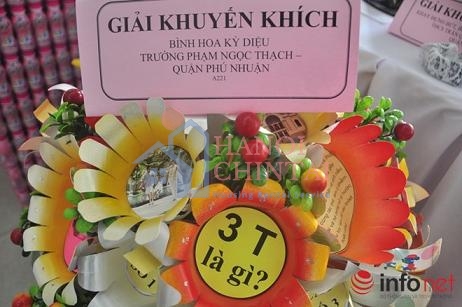 GIẢI KHUYẾN KHÍCH
BÌNH HOA KỲ DIỆU
TRƯỜNG PHẠM NGỌC THẠCH –
QUẬN PHÚ NHUẬN
A221
3 T
là gì?
infonet